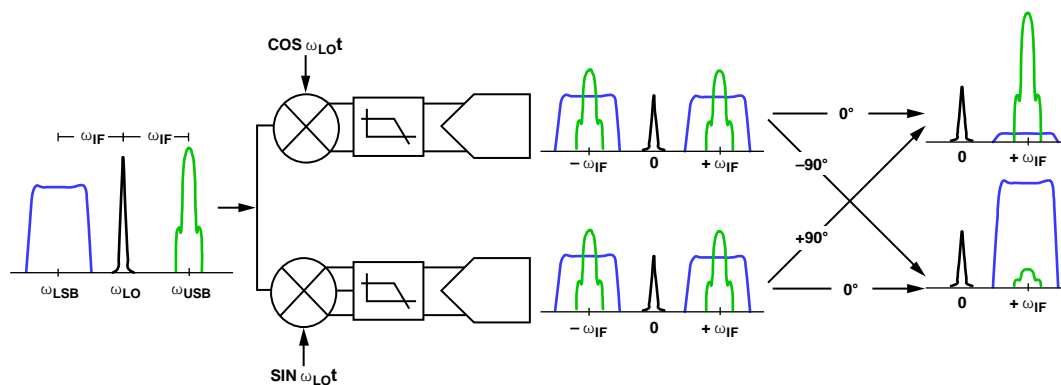 COS ωLOt
ωIF ωIF
ωLSB ωLO ωUSB
– ωIF 0 + ωIF
0°
–90°
+90°
0°
0 + ωIF
– ωIF 0 + ωIF
0 + ωIF
SIN ωLOt